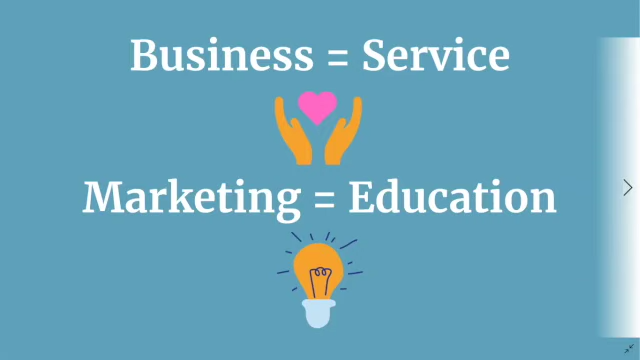 Business = Service
Marketing = Education